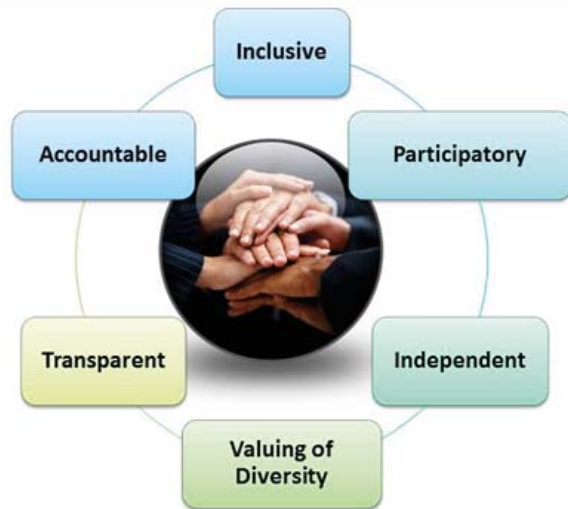 Inclusive
Participatory
Independent
Valuing of
Diversity
Transparent
Accountable